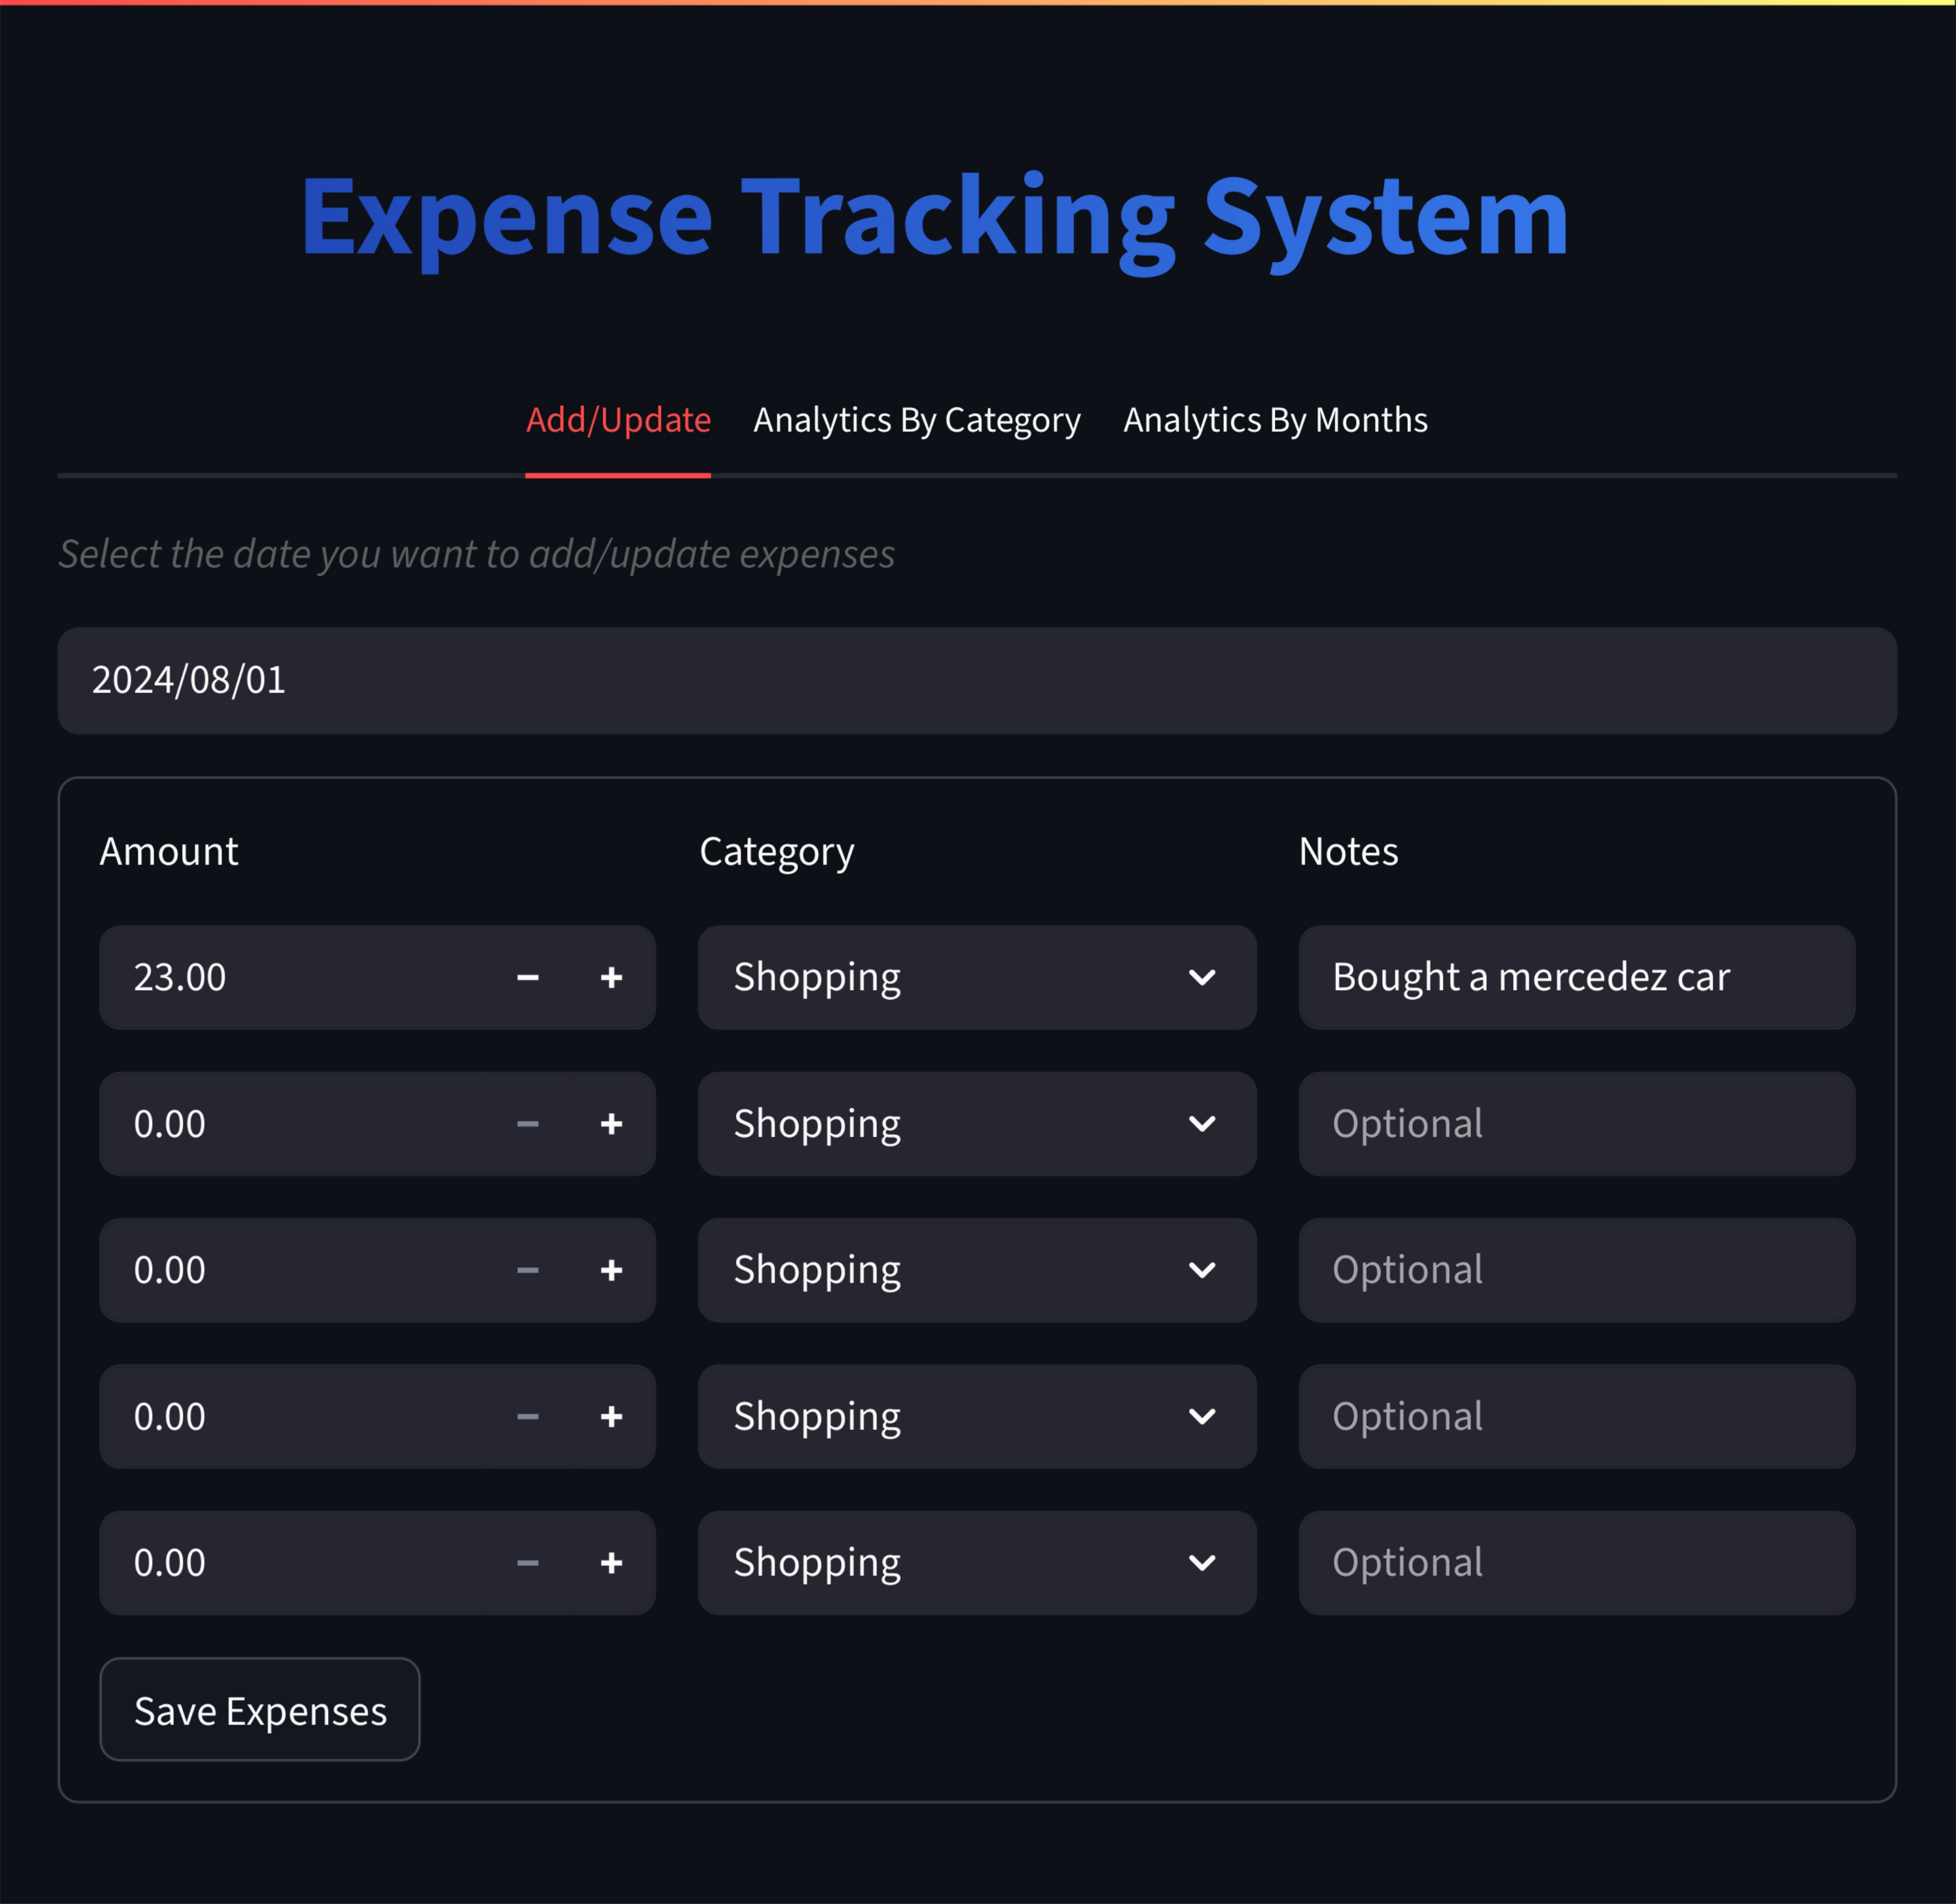 Expense Tracking System
Add/Update Analytics By Category Analytics By Months
Select the date you want to add/update expenses
2024/08/01
Amount Category Notes
23.00 − + Shopping Bought a mercedez car
0.00 − + Shopping Optional
0.00 − + Shopping Optional
0.00 − + Shopping Optional
0.00 − + Shopping Optional
Save Expenses